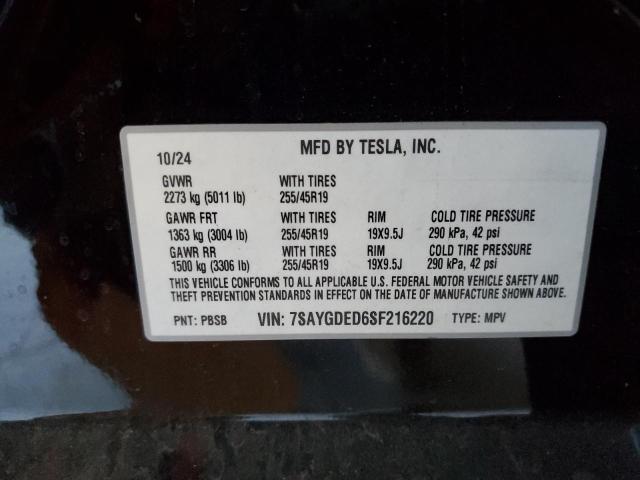 MFD BY TESLA, INC.
10/24
GVWR WITH TIRES
2273 kg (5011 lb) 255/45R19
GAWR FRT WITH TIRES RIM COLD TIRE PRESSURE
1363 kg (3004 lb) 255/45R19 19X9.5J 290 kPa, 42 psi
GAWR RR WITH TIRES RIM COLD TIRE PRESSURE
1500 kg (3306 lb) 255/45R19 19X9.5J 290 kPa, 42 psi
THIS VEHICLE CONFORMS TO ALL APPLICABLE U.S. FEDERAL MOTOR VEHICLE SAFETY AND
THEFT PREVENTION STANDARDS IN EFFECT ON THE DATE OF MANUFACTURE SHOWN ABOVE.
PNT: PBSB VIN: 7SAYGDED6SF216220 TYPE: MPV